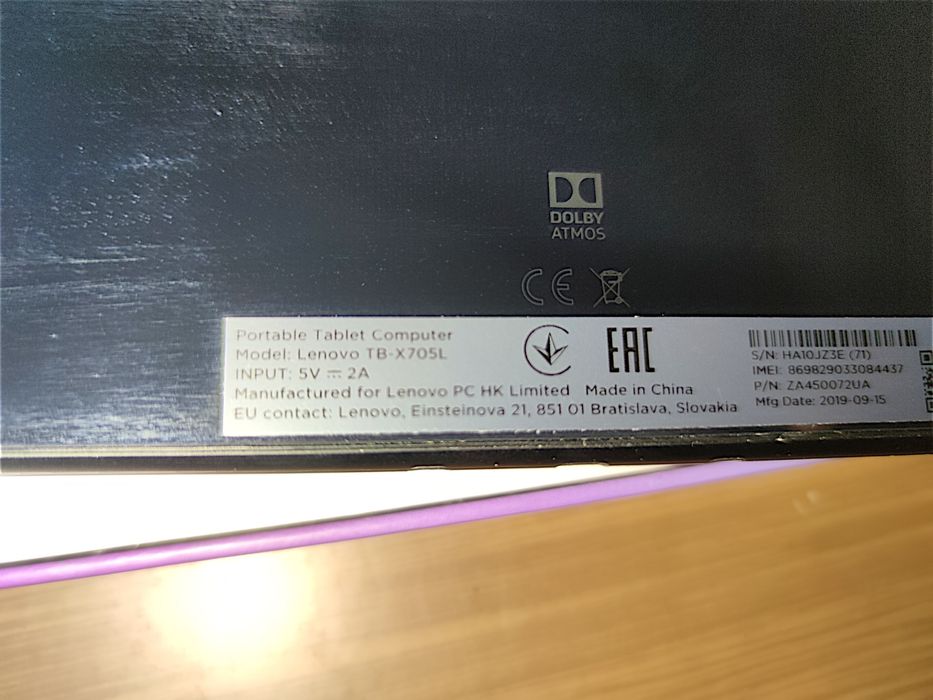 DOLBY
ATMOS
CE
Portable Tablet Computer
Model: Lenovo TB-X705L
INPUT: 5V ⎓ 2A
Manufactured for Lenovo PC HK Limited Made in China
EU contact: Lenovo, Einsteinova 21, 851 01 Bratislava, Slovakia
EAC
S/N: HA10JZ3E (71)
IMEI: 869829033084437
P/N: ZA450072UA
Mfg Date: 2019-09-15